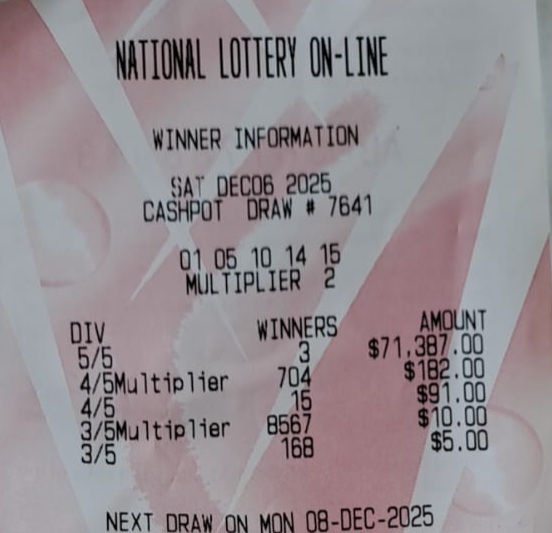 NATIONAL LOTTERY ON-LINE
WINNER INFORMATION
SAT DEC06 2025
CASHPOT DRAW # 7641
01 05 10 14 15
MULTIPLIER 2
DIV WINNERS AMOUNT
5/5 3 $71,387.00
4/5Multiplier 704 $182.00
4/5 15 $91.00
3/5Multiplier 8567 $10.00
3/5 168 $5.00
NEXT DRAW ON MON 08-DEC-2025